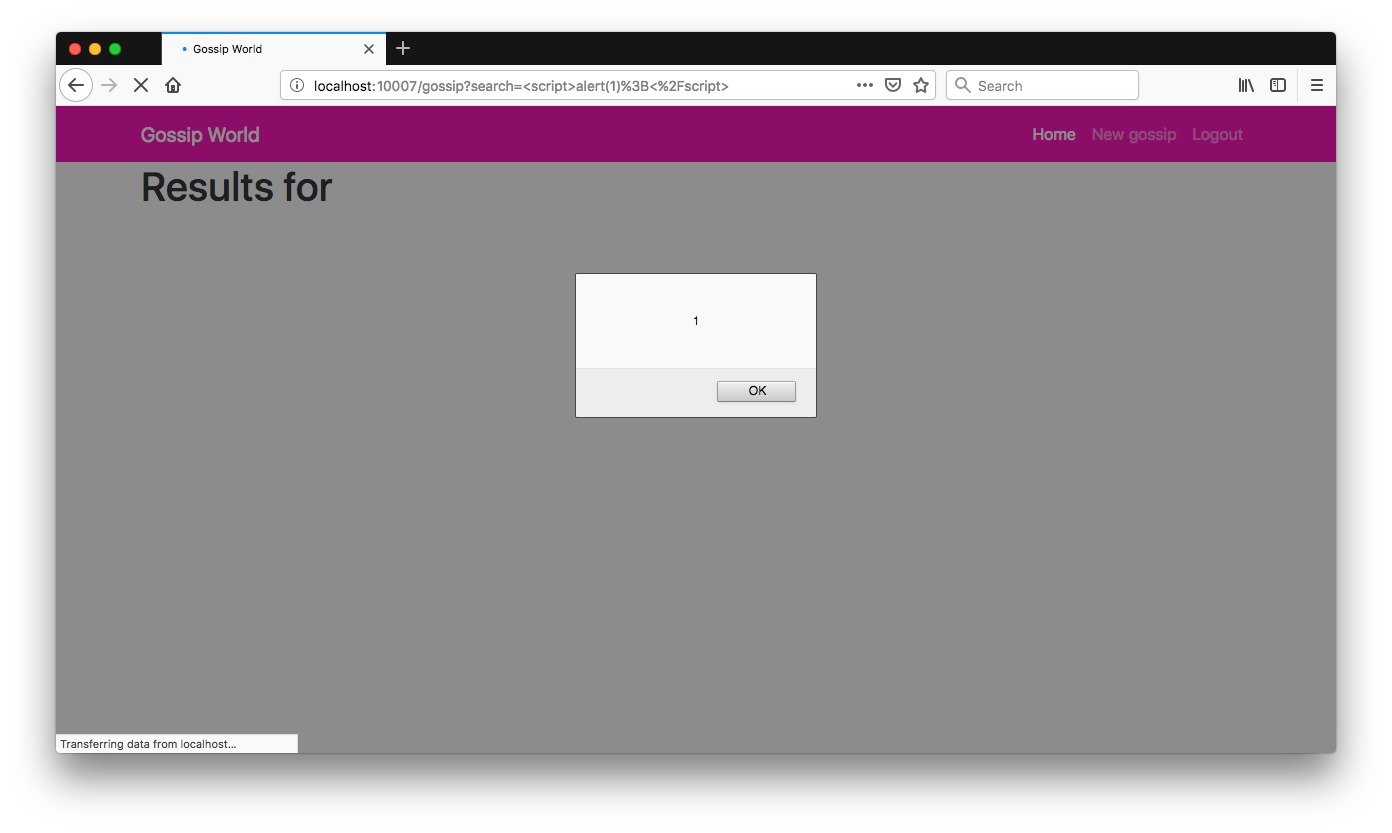 Gossip World
localhost:10007/gossip?search=<script>alert(1)%3B<%2Fscript>
Search
Gossip World
Home
New gossip
Logout
Results for
1
OK
Transferring data from localhost...